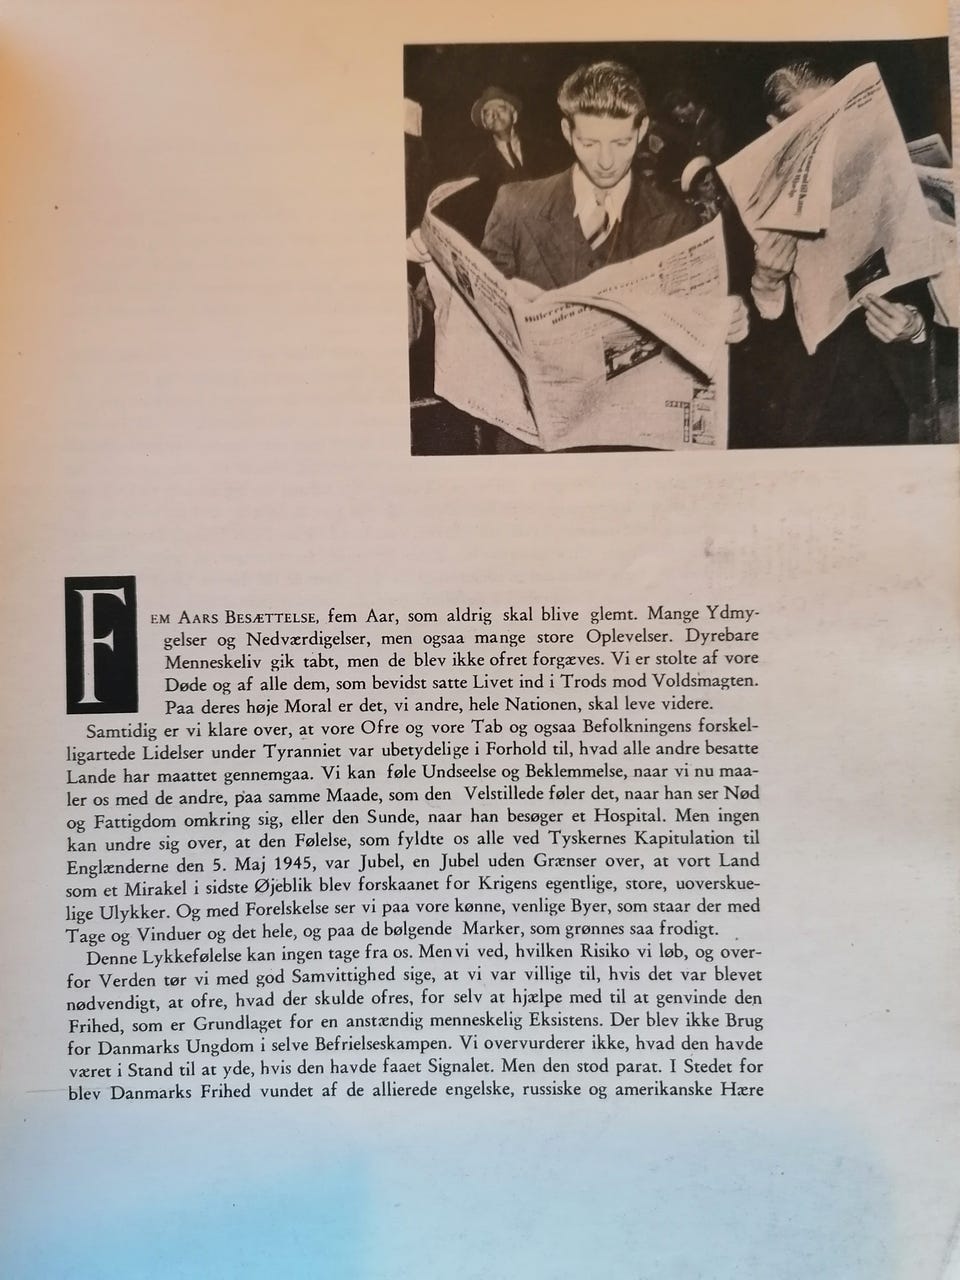 Hitler erk
uden at
OPEL
FEM AARS BESÆTTELSE, fem Aar, som aldrig skal blive glemt. Mange Ydmy-
gelser og Nedværdigelser, men ogsaa mange store Oplevelser. Dyrebare
Menneskeliv gik tabt, men de blev ikke ofret forgæves. Vi er stolte af vore
Døde og af alle dem, som bevidst satte Livet ind i Trods mod Voldsmagten.
Paa deres høje Moral er det, vi andre, hele Nationen, skal leve videre.
Samtidig er vi klare over, at vore Ofre og vore Tab og ogsaa Befolkningens forskel-
ligartede Lidelser under Tyranniet var ubetydelige i Forhold til, hvad alle andre besatte
Lande har maattet gennemgaa. Vi kan føle Undseelse og Beklemmelse, naar vi nu maa-
ler os med de andre, paa samme Maade, som den Velstillede føler det, naar han ser Nød
og Fattigdom omkring sig, eller den Sunde, naar han besøger et Hospital. Men ingen
kan undre sig over, at den Følelse, som fyldte os alle ved Tyskernes Kapitulation til
Englænderne den 5. Maj 1945, var Jubel, en Jubel uden Grænser over, at vort Land
som et Mirakel i sidste Øjeblik blev forskaanet for Krigens egentlige, store, uoverskue-
lige Ulykker. Og med Forelskelse ser vi paa vore kønne, venlige Byer, som staar der med
Tage og Vinduer og det hele, og paa de bølgende Marker, som grønnes saa frodigt.
Denne Lykkefølelse kan ingen tage fra os. Men vi ved, hvilken Risiko vi løb, og over-
for Verden tør vi med god Samvittighed sige, at vi var villige til, hvis det var blevet
nødvendigt, at ofre, hvad der skulde ofres, for selv at hjælpe med til at genvinde den
Frihed, som er Grundlaget for en anstændig menneskelig Eksistens. Der blev ikke Brug
for Danmarks Ungdom i selve Befrielseskampen. Vi overvurderer ikke, hvad den havde
været i Stand til at yde, hvis den havde faaet Signalet. Men den stod parat. I Stedet for
blev Danmarks Frihed vundet af de allierede engelske, russiske og amerikanske Hære